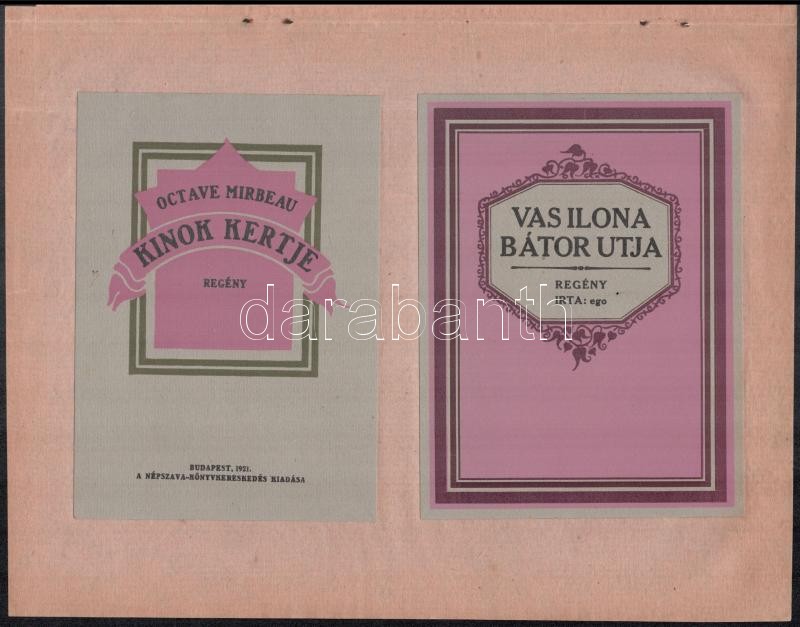 OCTAVE MIRBEAU
KINOK KERTJE
REGÉNY
BUDAPEST, 1921.
A NÉPSZAVA-KÖNYVKERESKEDÉS KIADÁSA
VAS ILONA
BÁTOR UTJA
REGÉNY
IRTA: ego
darabanth